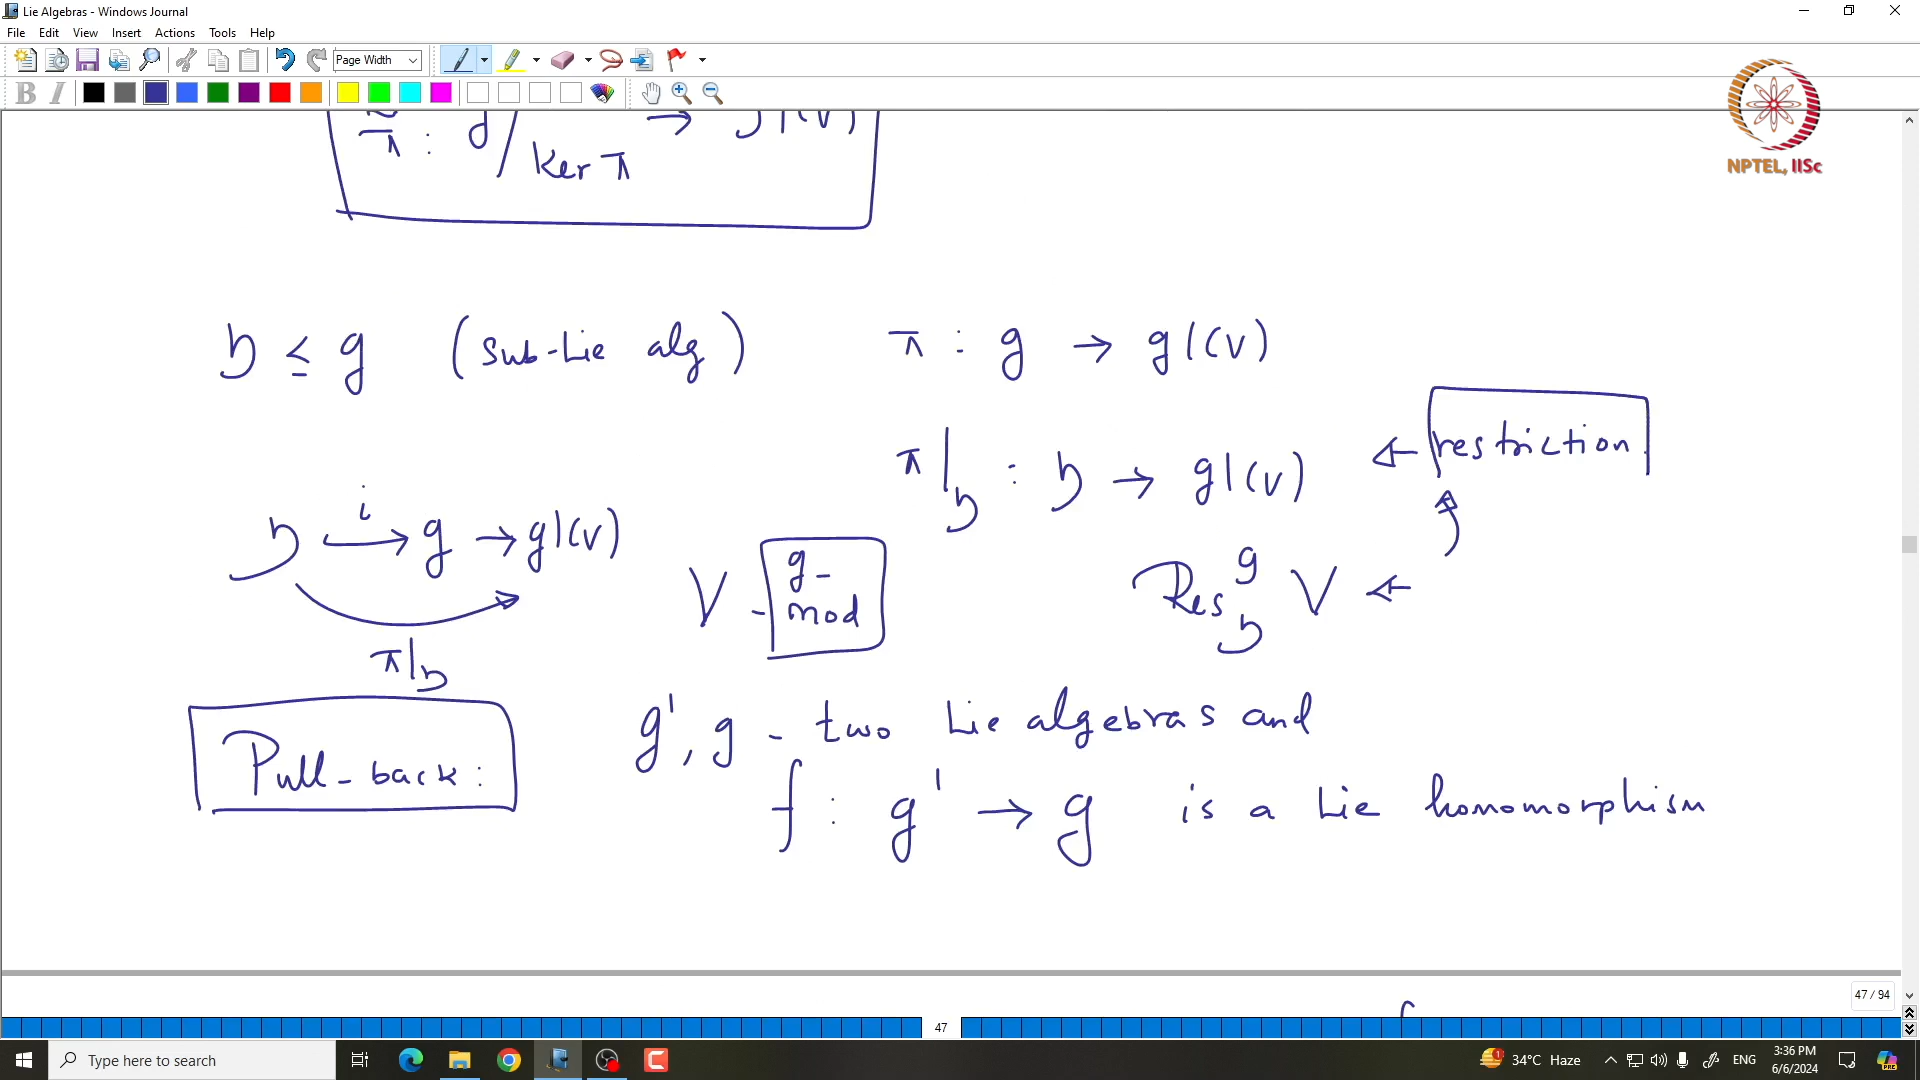 Lie Algebras - Windows Journal
File Edit View Insert Actions Tools Help
Page Width
NPTEL, IISc
π̃ : g/ker π → gl(V)
𝔥 ≤ g (Sub-Lie alg) π : g → gl(V)
π|𝔥 : 𝔥 → gl(V) ← restriction
𝔥 →i g → gl(V)
π|𝔥
V - g-mod
Res g 𝔥 V ←
Pull-back : g', g - two Lie algebras and
f : g' → g is a Lie homomorphism
47 / 94
47
Type here to search
34°C Haze
ENG
3:36 PM
6/6/2024